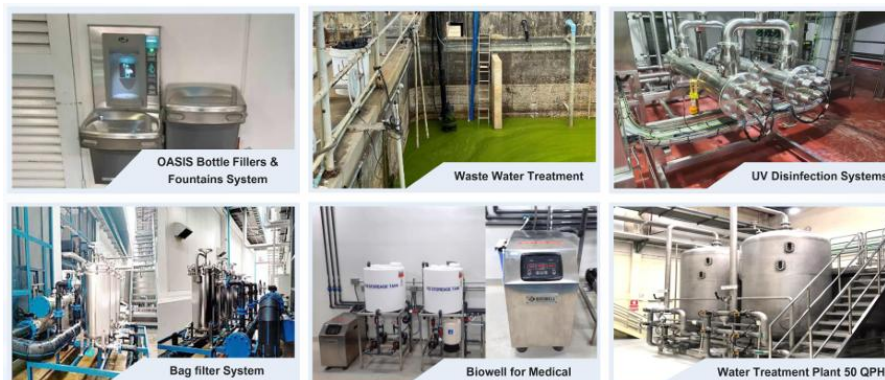 OASIS Bottle Fillers &
Fountains System
Waste Water Treatment
UV Disinfection Systems
Bag filter System
Biowell for Medical
Water Treatment Plant 50 QPH